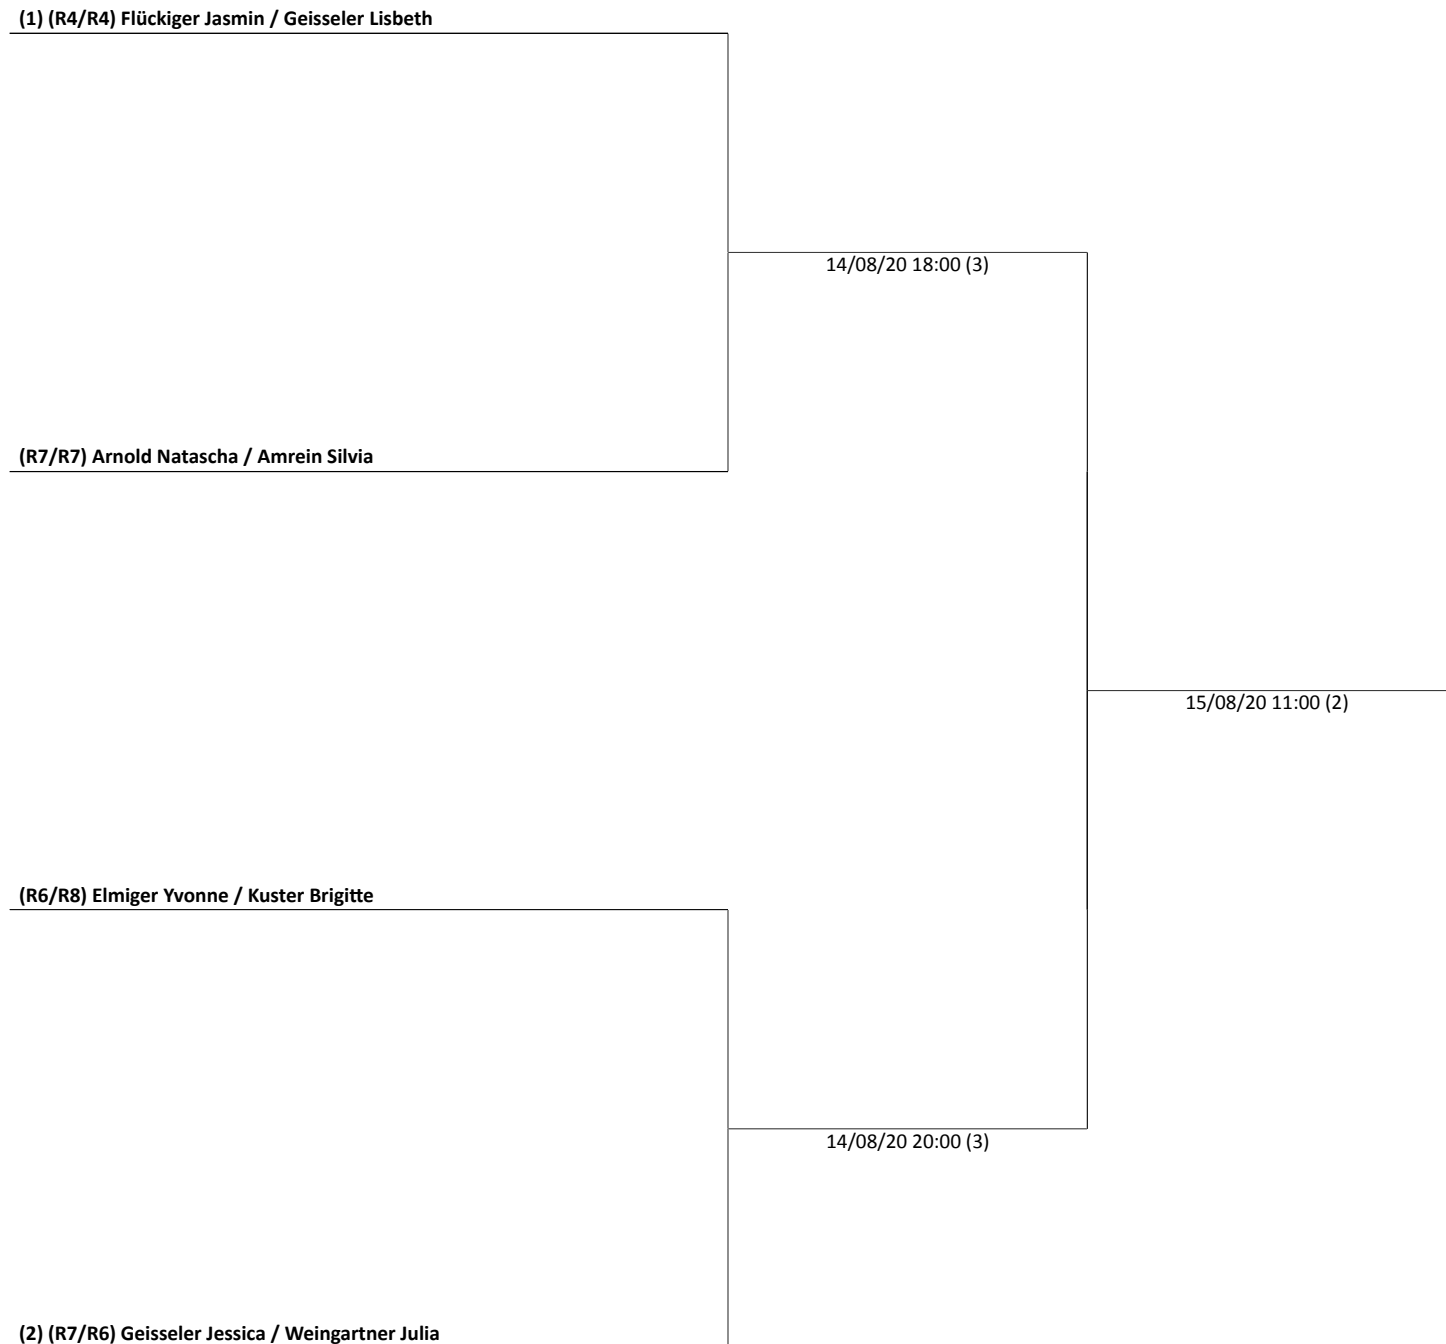 (1) (R4/R4) Flückiger Jasmin / Geisseler Lisbeth
14/08/20 18:00 (3)
(R7/R7) Arnold Natascha / Amrein Silvia
15/08/20 11:00 (2)
(R6/R8) Elmiger Yvonne / Kuster Brigitte
14/08/20 20:00 (3)
(2) (R7/R6) Geisseler Jessica / Weingartner Julia